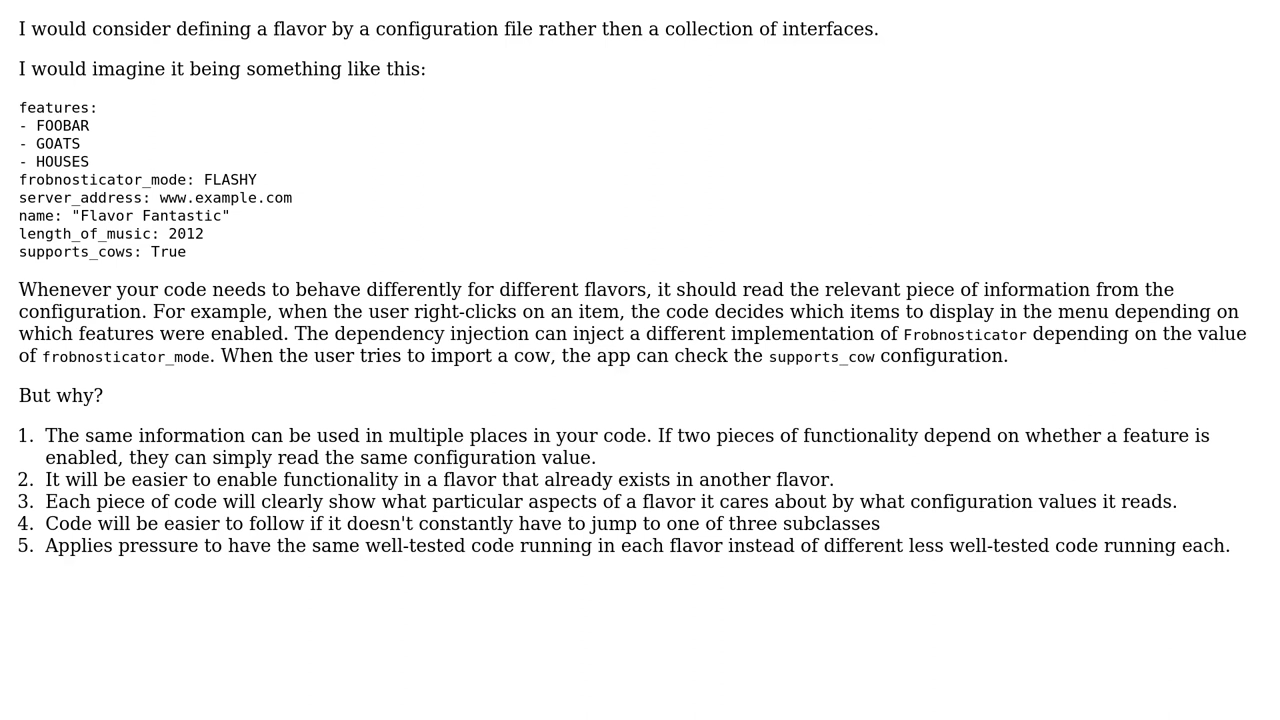 I would consider defining a flavor by a configuration file rather then a collection of interfaces.
I would imagine it being something like this:
features:
- FOOBAR
- GOATS
- HOUSES
frobnosticator_mode: FLASHY
server_address: www.example.com
name: "Flavor Fantastic"
length_of_music: 2012
supports_cows: True
Whenever your code needs to behave differently for different flavors, it should read the relevant piece of information from the
configuration. For example, when the user right-clicks on an item, the code decides which items to display in the menu depending on
which features were enabled. The dependency injection can inject a different implementation of Frobnosticator depending on the value
of frobnosticator_mode. When the user tries to import a cow, the app can check the supports_cow configuration.
But why?
1. The same information can be used in multiple places in your code. If two pieces of functionality depend on whether a feature is
enabled, they can simply read the same configuration value.
2. It will be easier to enable functionality in a flavor that already exists in another flavor.
3. Each piece of code will clearly show what particular aspects of a flavor it cares about by what configuration values it reads.
4. Code will be easier to follow if it doesn't constantly have to jump to one of three subclasses
5. Applies pressure to have the same well-tested code running in each flavor instead of different less well-tested code running each.